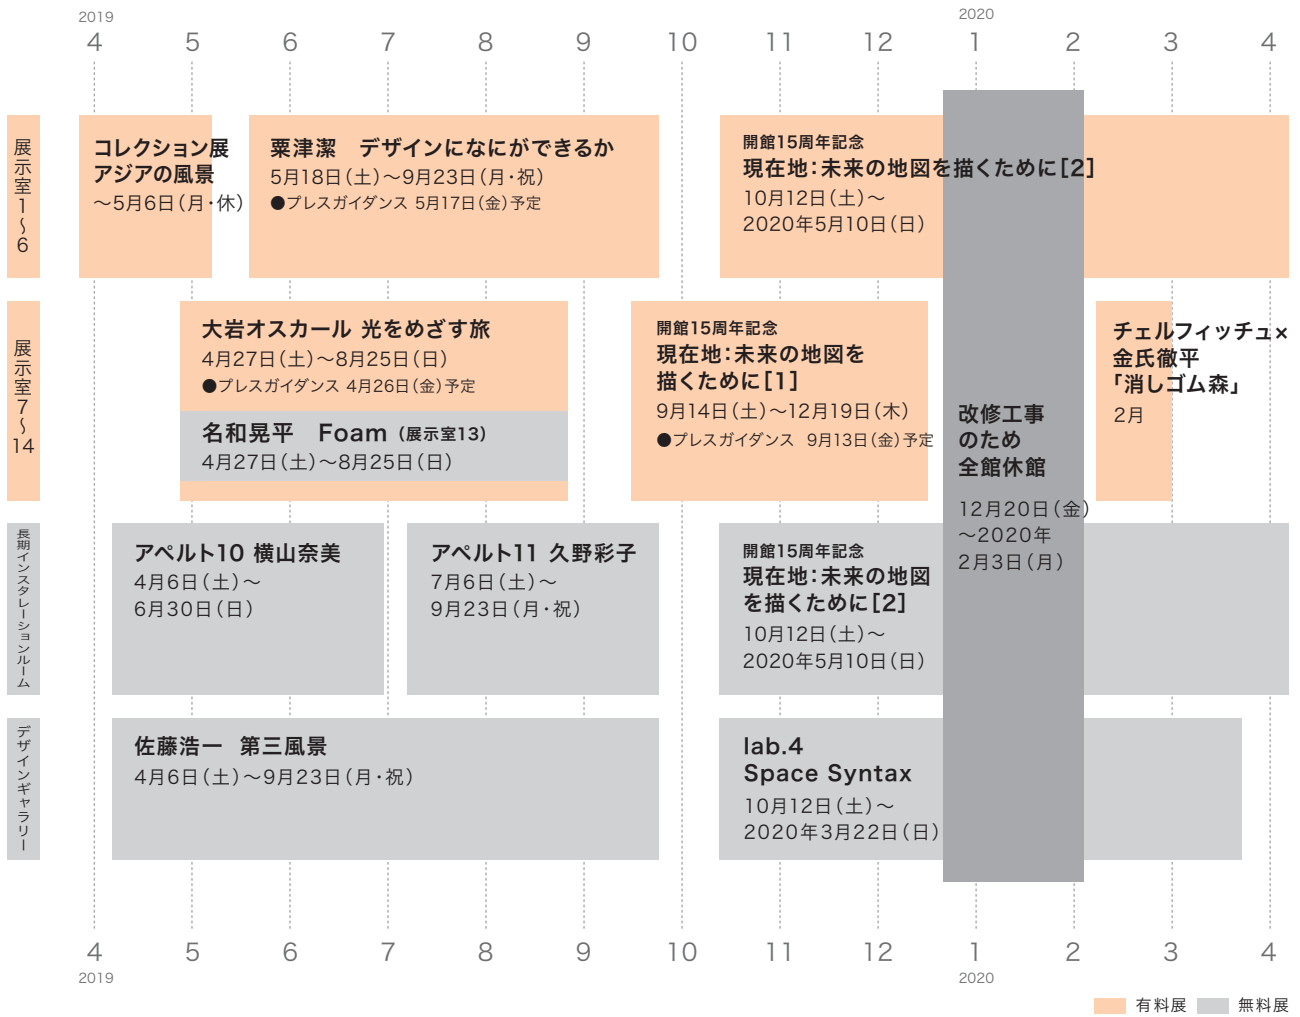 2019
2020
4 5 6 7 8 9 10 11 12 1 2 3 4
展示室1〜6
コレクション展
アジアの風景
〜5月6日(月・休)
粟津潔　デザインになにができるか
5月18日(土)〜9月23日(月・祝)
●プレスガイダンス 5月17日(金)予定
開館15周年記念
現在地：未来の地図を描くために[2]
10月12日(土)〜
2020年5月10日(日)
展示室7〜14
大岩オスカール 光をめざす旅
4月27日(土)〜8月25日(日)
●プレスガイダンス 4月26日(金)予定
名和晃平　Foam（展示室13）
4月27日(土)〜8月25日(日)
開館15周年記念
現在地：未来の地図を
描くために[1]
9月14日(土)〜12月19日(木)
●プレスガイダンス 9月13日(金)予定
改修工事
のため
全館休館
12月20日(金)
〜2020年
2月3日(月)
チェルフィッチュ×
金氏徹平
「消しゴム森」
2月
長期インスタレーションルーム
アペルト10 横山奈美
4月6日(土)〜
6月30日(日)
アペルト11 久野彩子
7月6日(土)〜
9月23日(月・祝)
開館15周年記念
現在地：未来の地図
を描くために[2]
10月12日(土)〜
2020年5月10日(日)
デザインギャラリー
佐藤浩一 第三風景
4月6日(土)〜9月23日(月・祝)
lab.4
Space Syntax
10月12日(土)〜
2020年3月22日(日)
4 5 6 7 8 9 10 11 12 1 2 3 4
2019
2020
有料展 無料展